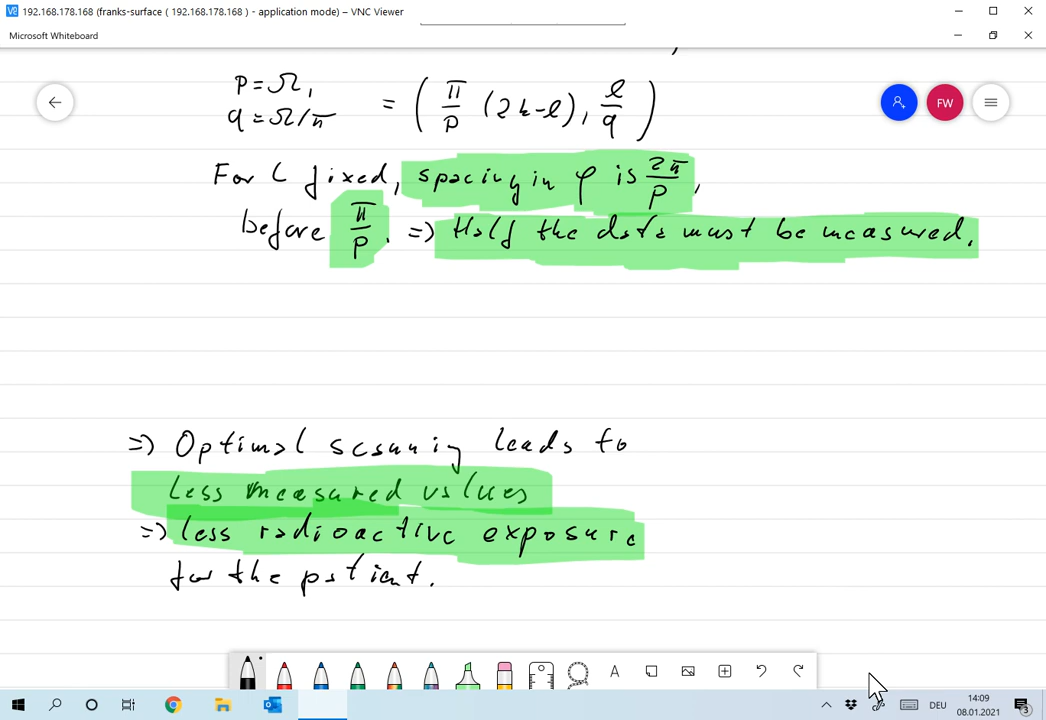 192.168.178.168 (franks-surface ( 192.168.178.168 ) - application mode) – VNC Viewer
Microsoft Whiteboard
FW
p = Ω,
q = Ω/π = ( π/p (2k-l), l/q )
For l fixed, spacing in φ is 2π/p,
before π/p. => Half the data must be measured.
=> Optimal scanning leads to
less measured values
=> less radioactive exposure
for the patient.
A
DEU
14:09
08.01.2021
3